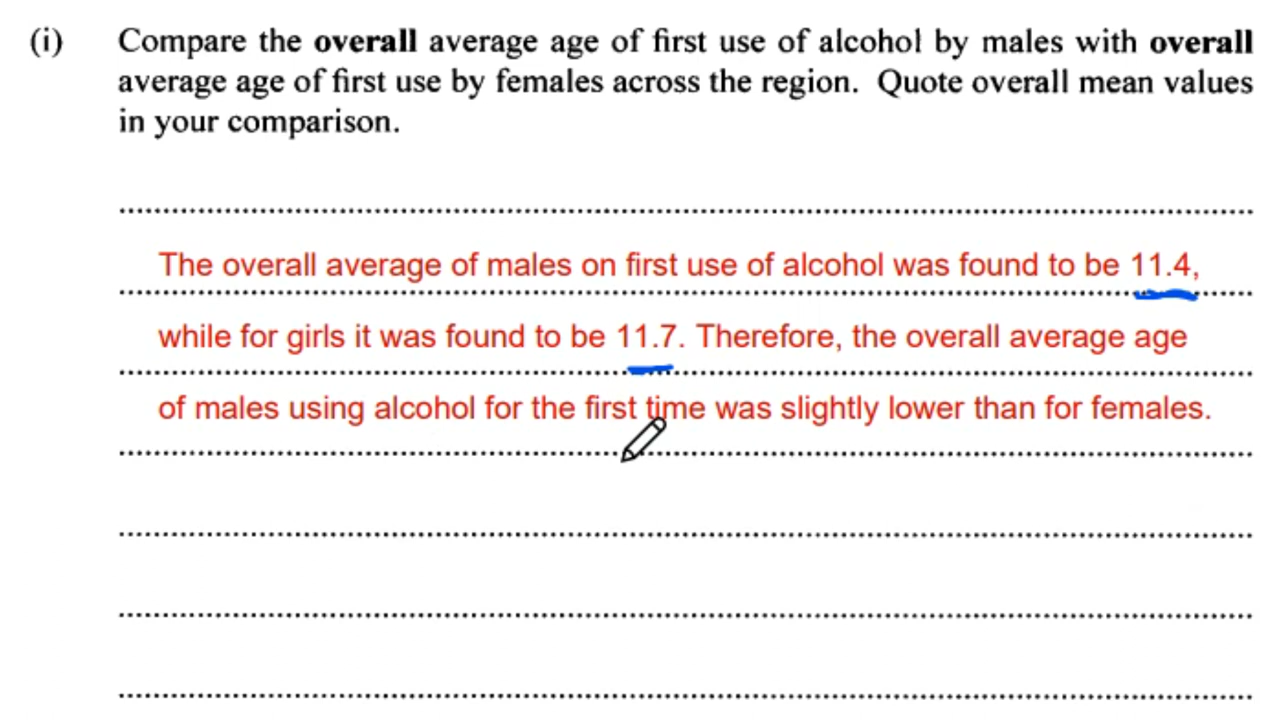 (i) Compare the overall average age of first use of alcohol by males with overall
average age of first use by females across the region. Quote overall mean values
in your comparison.
The overall average of males on first use of alcohol was found to be 11.4,
while for girls it was found to be 11.7. Therefore, the overall average age
of males using alcohol for the first time was slightly lower than for females.